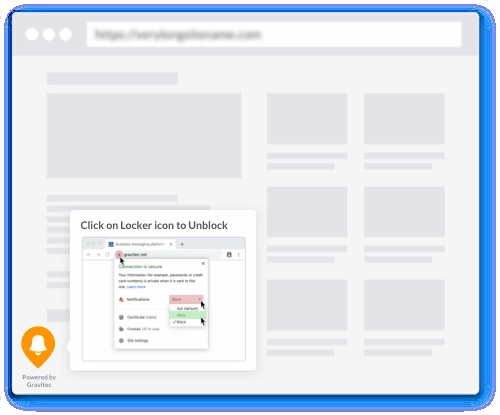 https://verylongsitename.com
Click on Locker icon to Unblock
Business messaging platform
gravitec.net
Connection is secure
Your information (for example, passwords or credit
card numbers) is private when it is sent to this
site. Learn more
Notifications
Block
Ask (default)
Allow
Block
Certificate (Valid)
Cookies (47 in use)
Site settings
Powered by
Gravitec